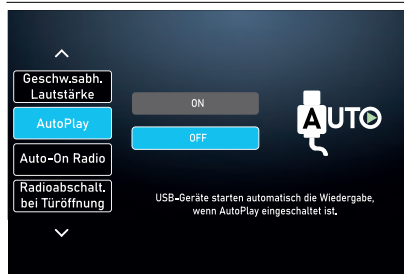 Geschw.sabh.
Lautstärke
AutoPlay
Auto-On Radio
Radioabschalt.
bei Türöffnung
ON
OFF
AUTO
USB-Geräte starten automatisch die Wiedergabe,
wenn AutoPlay eingeschaltet ist.